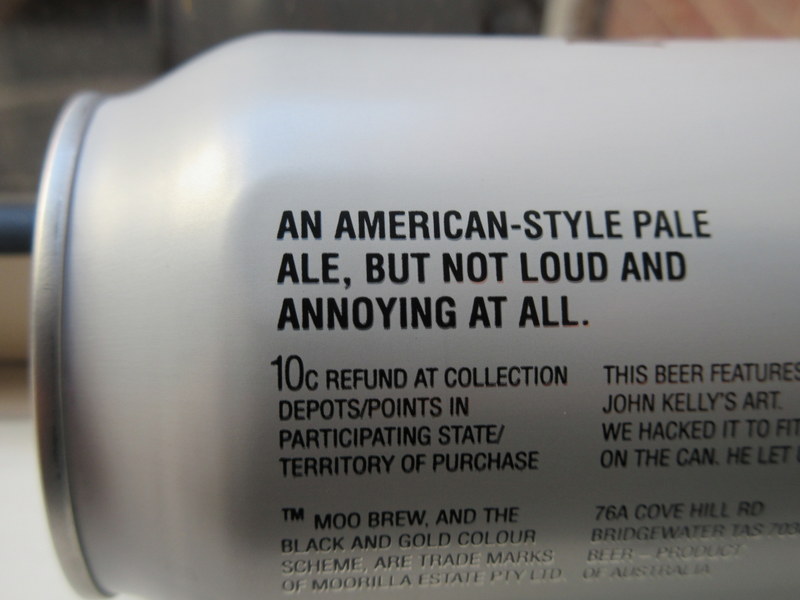 AN AMERICAN-STYLE PALE
ALE, BUT NOT LOUD AND
ANNOYING AT ALL.
10C REFUND AT COLLECTION
DEPOTS/POINTS IN
PARTICIPATING STATE/
TERRITORY OF PURCHASE
THIS BEER FEATURES
JOHN KELLY'S ART.
WE HACKED IT TO FIT
ON THE CAN. HE LET
™ MOO BREW, AND THE
BLACK AND GOLD COLOUR
SCHEME, ARE TRADE MARKS
OF MOORILLA ESTATE PTY LTD.
76A COVE HILL RD
BRIDGEWATER TAS 703
BEER – PRODUCT
OF AUSTRALIA